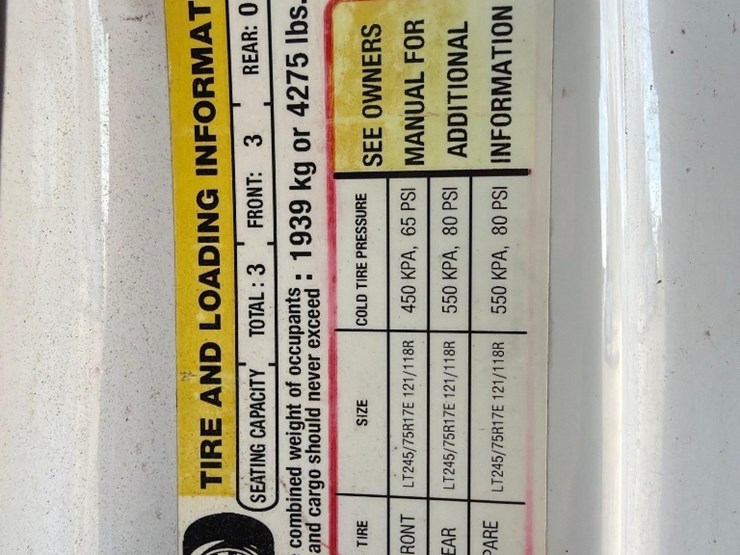 TIRE AND LOADING INFORMAT
SEATING CAPACITY TOTAL : 3 FRONT: 3 REAR: 0
combined weight of occupants
and cargo should never exceed : 1939 kg or 4275 lbs.
TIRE SIZE COLD TIRE PRESSURE
RONT LT245/75R17E 121/118R 450 KPA, 65 PSI
EAR LT245/75R17E 121/118R 550 KPA, 80 PSI
PARE LT245/75R17E 121/118R 550 KPA, 80 PSI
SEE OWNERS
MANUAL FOR
ADDITIONAL
INFORMATION